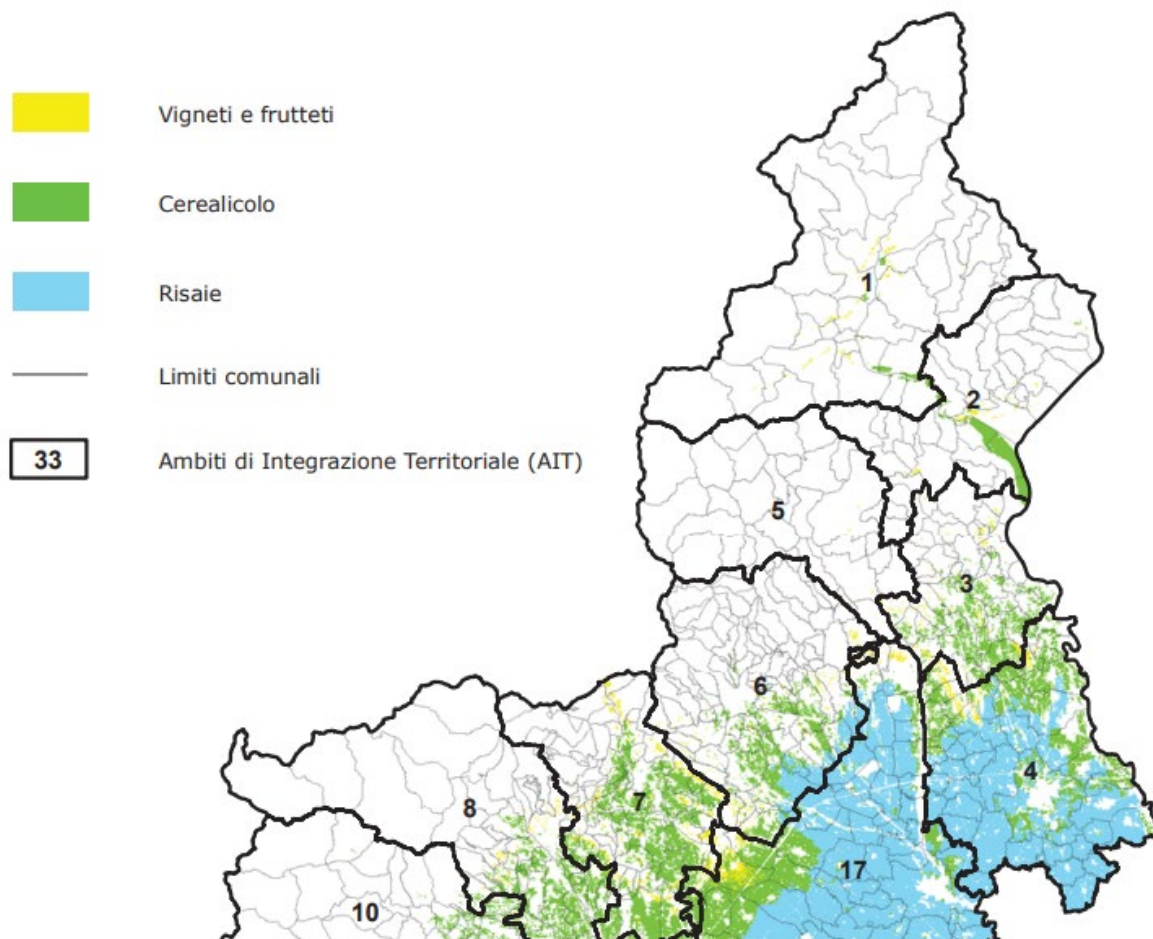 Vigneti e frutteti
Cerealicolo
Risaie
Limiti comunali
33 Ambiti di Integrazione Territoriale (AIT)
1
2
5
3
6
4
7
8
17
10